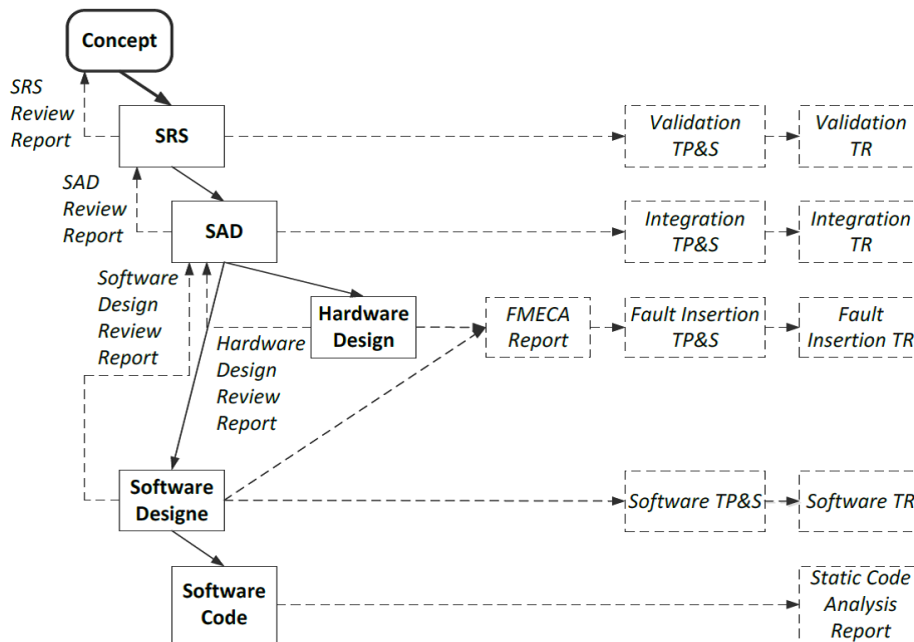 Concept
SRS
Review
Report
SRS
Validation
TP&S
Validation
TR
SAD
Review
Report
SAD
Integration
TP&S
Integration
TR
Software
Design
Review
Report
Hardware
Design
Hardware
Design
Review
Report
FMECA
Report
Fault Insertion
TP&S
Fault
Insertion TR
Software
Designe
Software TP&S
Software TR
Software
Code
Static Code
Analysis
Report